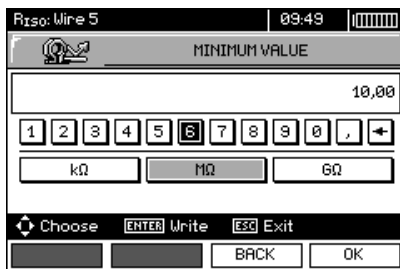 RISO: Wire 5 09:49
MINIMUM VALUE
10,00
1 2 3 4 5 6 7 8 9 0 , ←
kΩ MΩ GΩ
Choose ENTER Write ESC Exit
BACK OK